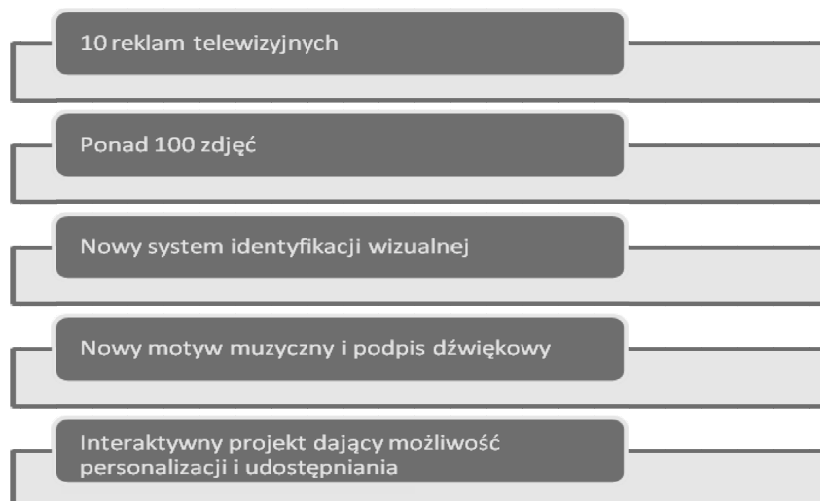 10 reklam telewizyjnych
Ponad 100 zdjęć
Nowy system identyfikacji wizualnej
Nowy motyw muzyczny i podpis dźwiękowy
Interaktywny projekt dający możliwość
personalizacji i udostępniania